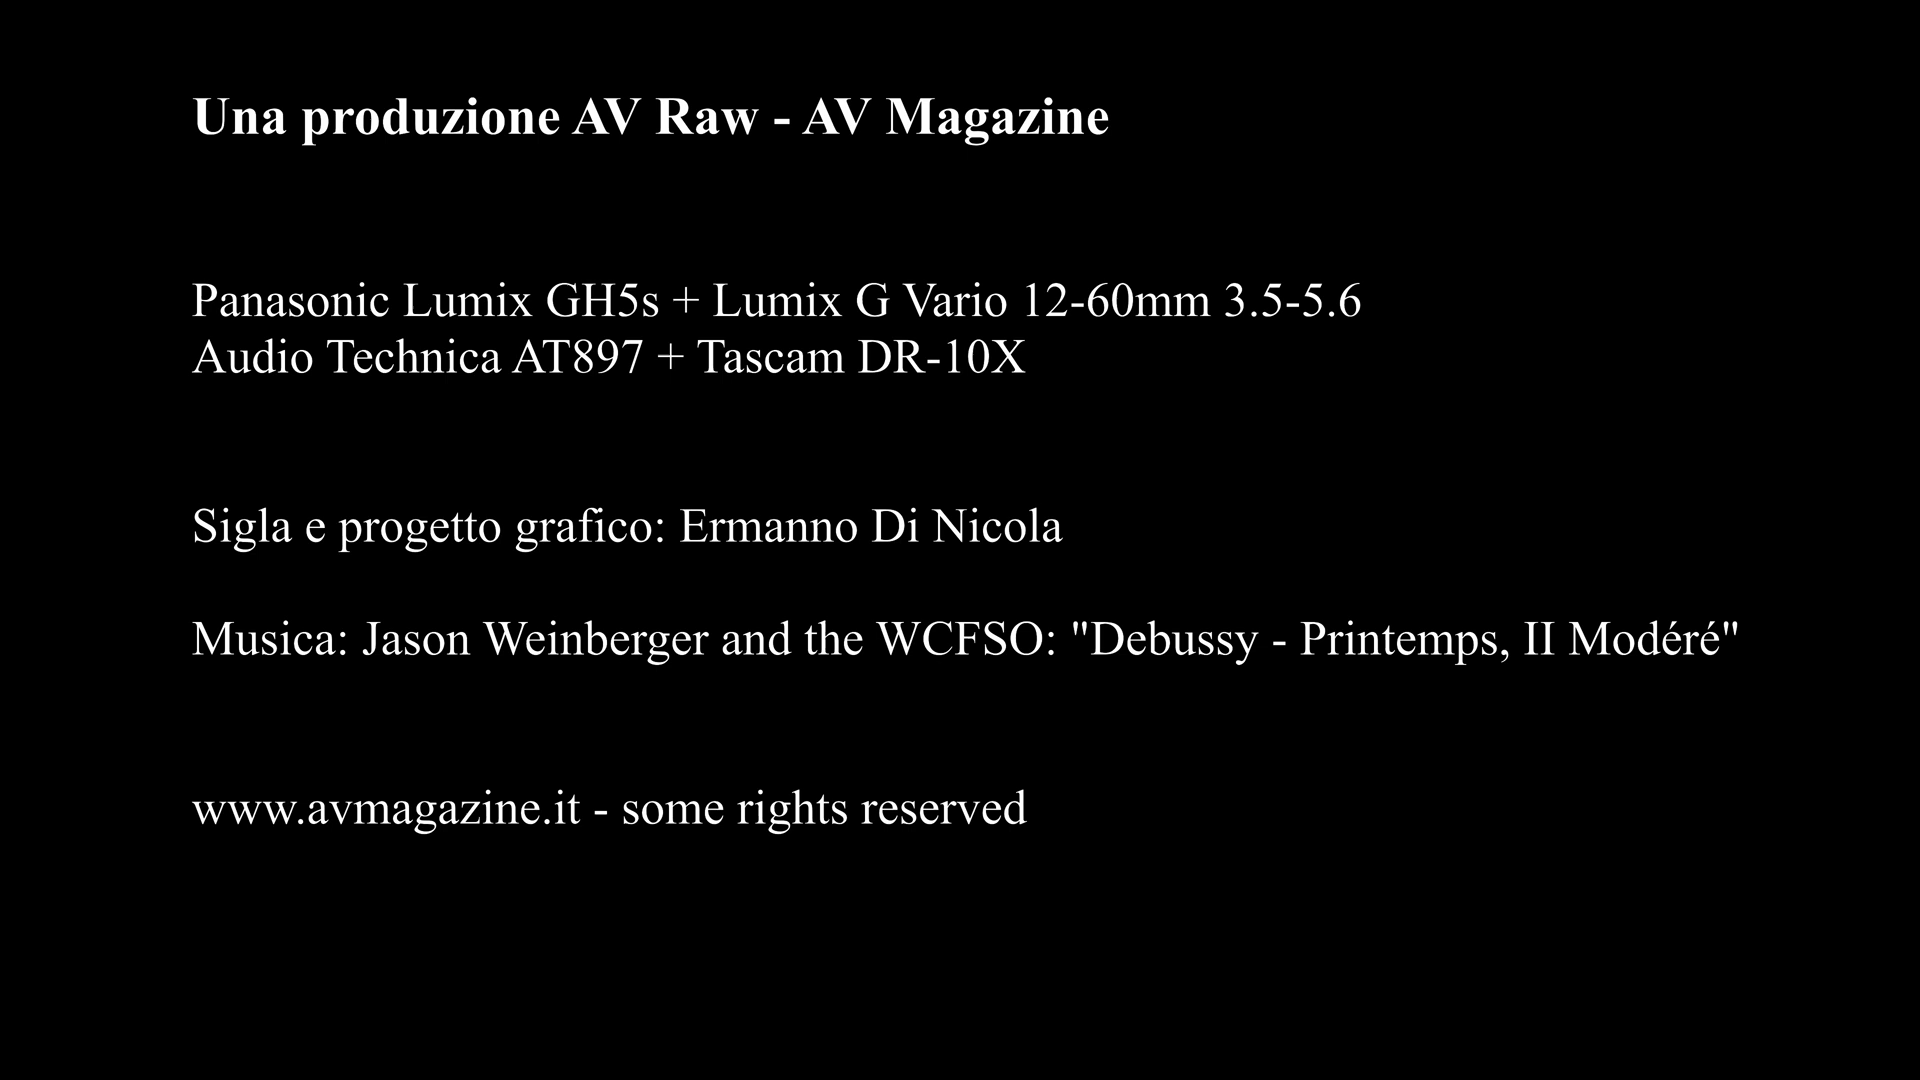 Una produzione AV Raw - AV Magazine
Panasonic Lumix GH5s + Lumix G Vario 12-60mm 3.5-5.6
Audio Technica AT897 + Tascam DR-10X
Sigla e progetto grafico: Ermanno Di Nicola
Musica: Jason Weinberger and the WCFSO: "Debussy - Printemps, II Modéré"
www.avmagazine.it - some rights reserved